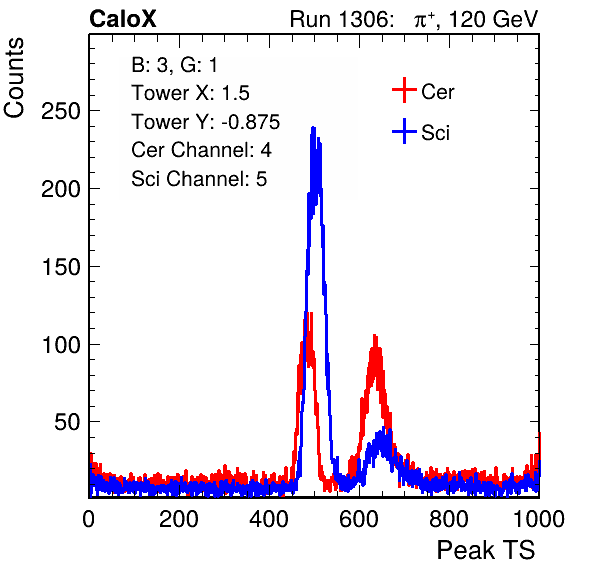 CaloX Run 1306: π⁺, 120 GeV
Counts
B: 3, G: 1
Tower X: 1.5
Tower Y: -0.875
Cer Channel: 4
Sci Channel: 5
Cer
Sci
250
200
150
100
50
0 200 400 600 800 1000
Peak TS